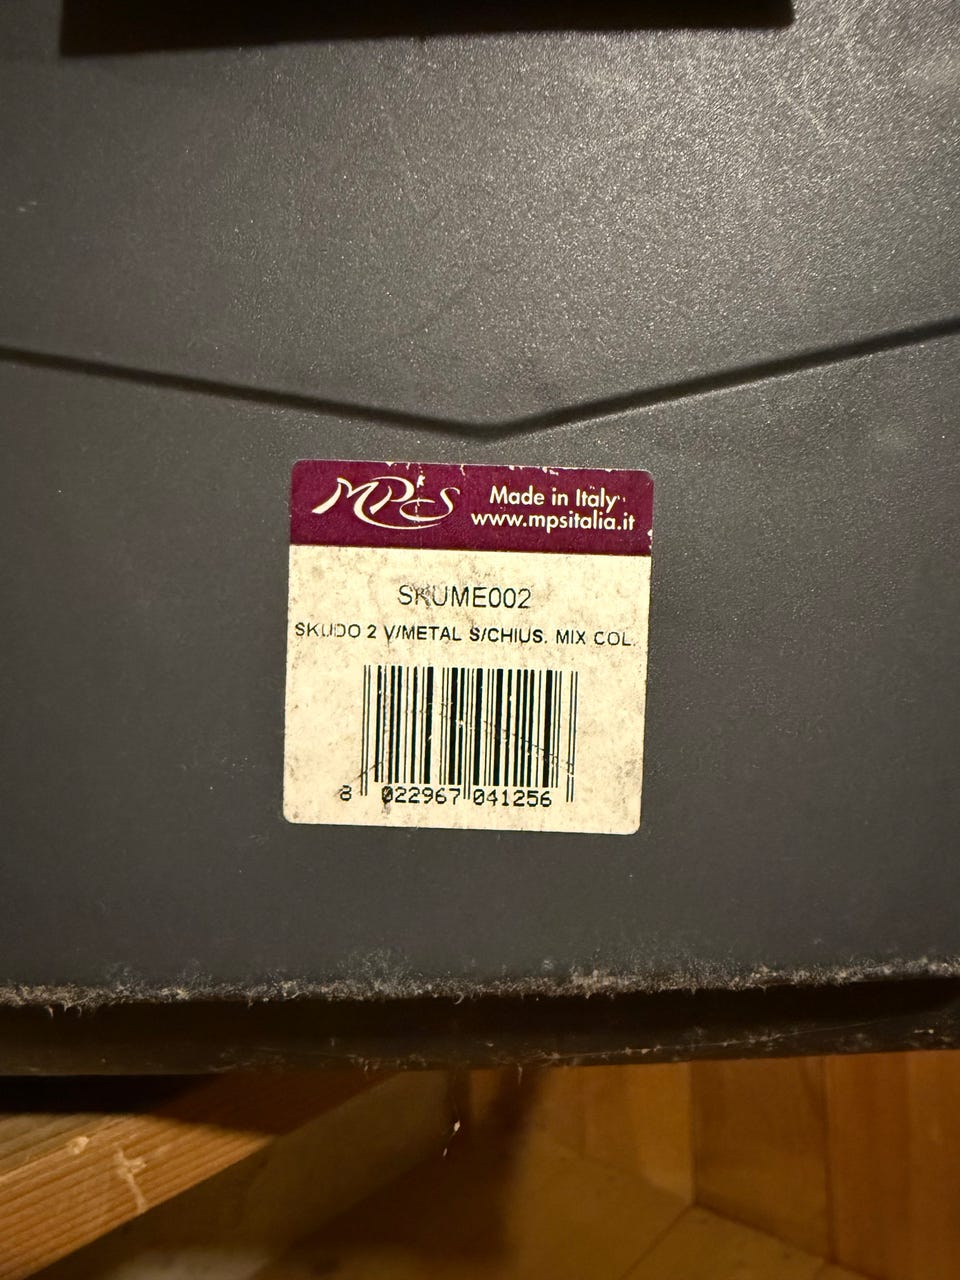 MPS Made in Italy
www.mpsitalia.it
SKUME002
SKUDO 2 V/METAL S/CHIUS. MIX COL.
8 022967 041256